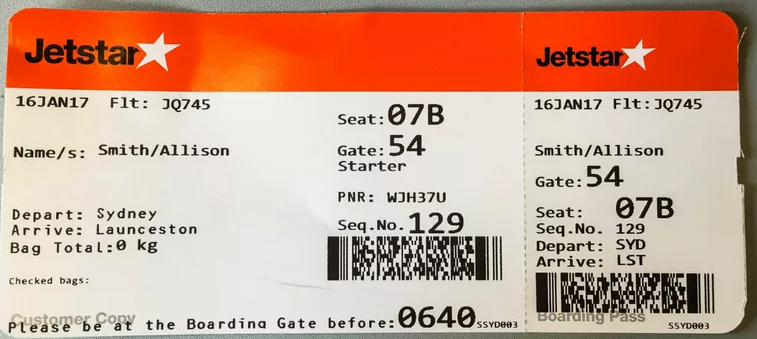 Jetstar
16JAN17 Flt: JQ745
Seat:07B
Name/s: Smith/Allison
Gate:54
Starter
PNR: WJH37U
Depart: Sydney
Seq.No.129
Arrive: Launceston
Bag Total:0 kg
Checked bags:
Customer Copy
Please be at the Boarding Gate before:0640
SSYD003
Jetstar
16JAN17 Flt:JQ745
Smith/Allison
Gate:54
Seat: 07B
Seq.No. 129
Depart: SYD
Arrive: LST
Boarding Pass
SSYD003